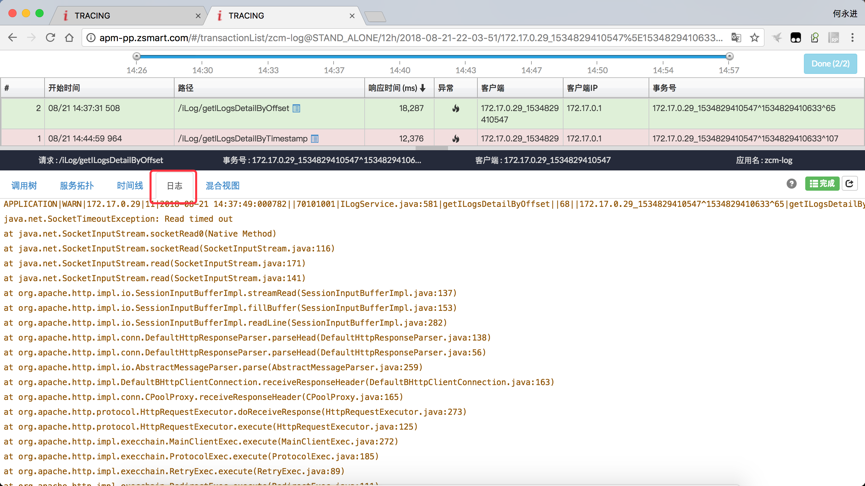 TRACING
TRACING
何永进
apm-pp.zsmart.com/#/transactionList/zcm-log@STAND_ALONE/12h/2018-08-21-22-03-51/172.17.0.29_1534829410547%5E1534829410633...
14:26 14:30 14:33 14:37 14:40 14:43 14:47 14:50 14:54 14:57
Done (2/2)
# 开始时间 路径 响应时间 (ms) 异常 客户端 客户端IP 事务号
2 08/21 14:37:31 508 /iLog/getILogsDetailByOffset 18,287 172.17.0.29_1534829410547 172.17.0.1 172.17.0.29_1534829410547^1534829410633^65
1 08/21 14:44:59 964 /iLog/getILogsDetailByTimestamp 12,376 172.17.0.29_1534829 172.17.0.1 172.17.0.29_1534829410547^1534829410633^107
请求 : /iLog/getILogsDetailByOffset 事务号 : 172.17.0.29_1534829410547^15348294106... 客户端 : 172.17.0.29_1534829410547 应用名 : zcm-log
调用树 服务拓扑 时间线 日志 混合视图 完成
APPLICATION|WARN|172.17.0.29|11|2018-08-21 14:37:49:000782||70101001|ILogService.java:581|getILogsDetailByOffset||68||172.17.0.29_1534829410547^1534829410633^65|getILogsDetailBy
java.net.SocketTimeoutException: Read timed out
at java.net.SocketInputStream.socketRead0(Native Method)
at java.net.SocketInputStream.socketRead(SocketInputStream.java:116)
at java.net.SocketInputStream.read(SocketInputStream.java:171)
at java.net.SocketInputStream.read(SocketInputStream.java:141)
at org.apache.http.impl.io.SessionInputBufferImpl.streamRead(SessionInputBufferImpl.java:137)
at org.apache.http.impl.io.SessionInputBufferImpl.fillBuffer(SessionInputBufferImpl.java:153)
at org.apache.http.impl.io.SessionInputBufferImpl.readLine(SessionInputBufferImpl.java:282)
at org.apache.http.impl.conn.DefaultHttpResponseParser.parseHead(DefaultHttpResponseParser.java:138)
at org.apache.http.impl.conn.DefaultHttpResponseParser.parseHead(DefaultHttpResponseParser.java:56)
at org.apache.http.impl.io.AbstractMessageParser.parse(AbstractMessageParser.java:259)
at org.apache.http.impl.DefaultBHttpClientConnection.receiveResponseHeader(DefaultBHttpClientConnection.java:163)
at org.apache.http.impl.conn.CPoolProxy.receiveResponseHeader(CPoolProxy.java:165)
at org.apache.http.protocol.HttpRequestExecutor.doReceiveResponse(HttpRequestExecutor.java:273)
at org.apache.http.protocol.HttpRequestExecutor.execute(HttpRequestExecutor.java:125)
at org.apache.http.impl.execchain.MainClientExec.execute(MainClientExec.java:272)
at org.apache.http.impl.execchain.ProtocolExec.execute(ProtocolExec.java:185)
at org.apache.http.impl.execchain.RetryExec.execute(RetryExec.java:89)
at org.apache.http.impl.execchain.RedirectExec.execute(RedirectExec.java:111)